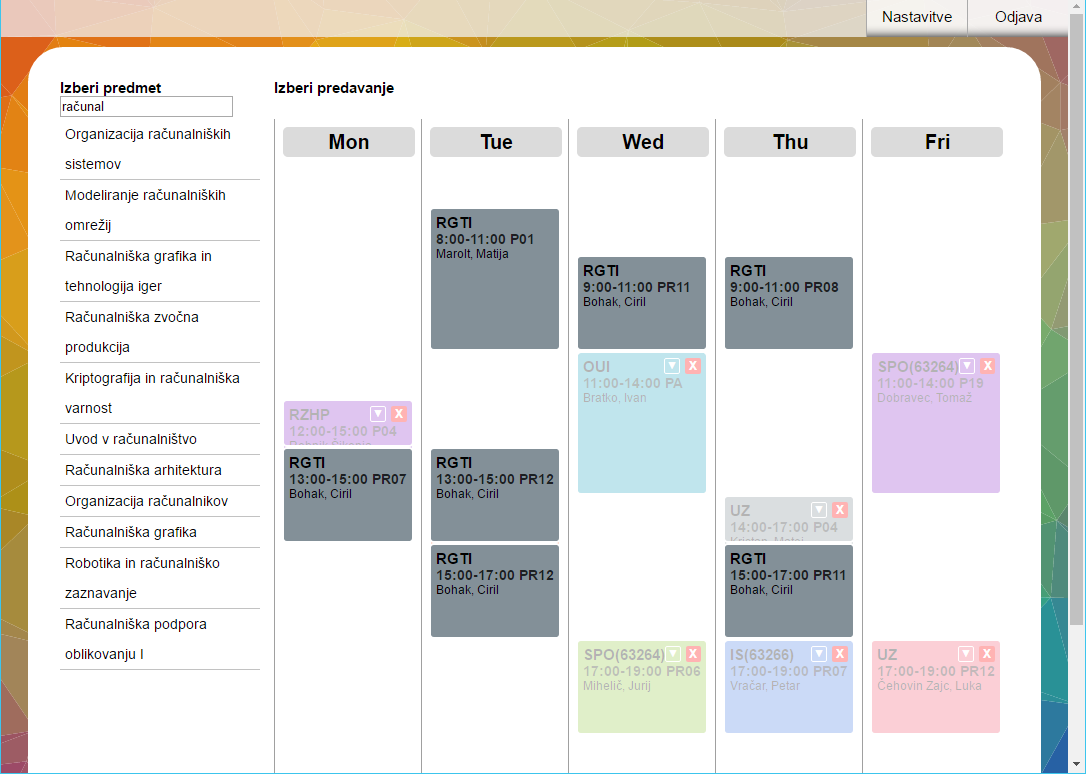 Nastavitve
Odjava
Izberi predmet
računal
Organizacija računalniških
sistemov
Modeliranje računalniških
omrežij
Računalniška grafika in
tehnologija iger
Računalniška zvočna
produkcija
Kriptografija in računalniška
varnost
Uvod v računalništvo
Računalniška arhitektura
Organizacija računalnikov
Računalniška grafika
Robotika in računalniško
zaznavanje
Računalniška podpora
oblikovanju I
Izberi predavanje
Mon
RZHP
X
12:00-15:00 P04
RGTI
13:00-15:00 PR07
Bohak, Ciril
Tue
RGTI
8:00-11:00 P01
Marolt, Matija
RGTI
13:00-15:00 PR12
Bohak, Ciril
RGTI
15:00-17:00 PR12
Bohak, Ciril
Wed
RGTI
9:00-11:00 PR11
Bohak, Ciril
OUI
X
11:00-14:00 PA
Bratko, Ivan
SPO(63264)
X
17:00-19:00 PR06
Mihelič, Jurij
Thu
RGTI
9:00-11:00 PR08
Bohak, Ciril
UZ
X
14:00-17:00 P04
RGTI
15:00-17:00 PR11
Bohak, Ciril
IS(63266)
X
17:00-19:00 PR07
Vračar, Petar
Fri
SPO(63264)
X
11:00-14:00 P19
Dobravec, Tomaž
UZ
X
17:00-19:00 PR12
Čehovin Zajc, Luka